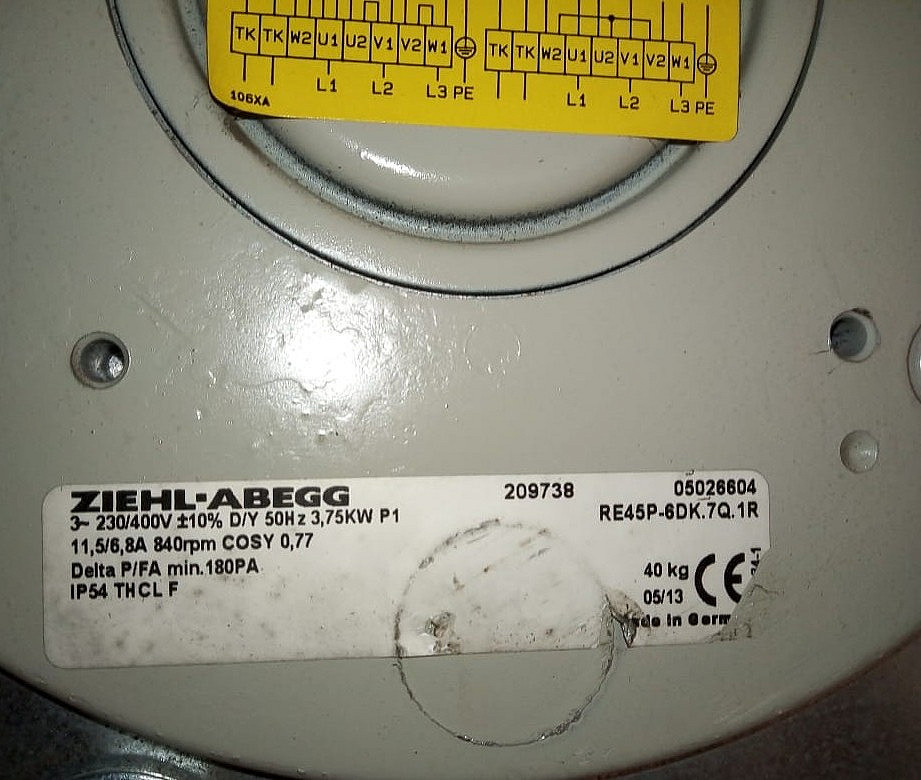 TK TK W2 U1 U2 V1 V2 W1
L1 L2 L3 PE
106XA
TK TK W2 U1 U2 V1 V2 W1
L1 L2 L3 PE
ZIEHL-ABEGG
209738
05026604
3~ 230/400V ±10% D/Y 50Hz 3,75KW P1
RE45P-6DK.7Q.1R
11,5/6,8A 840rpm COSY 0,77
Delta P/FA min.180PA
IP54 THCL F
40 kg
CE
05/13
in Germ